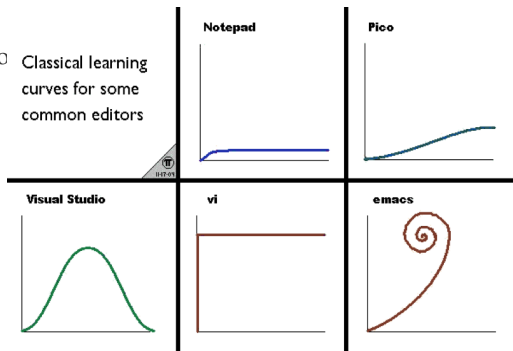 Classical learning
curves for some
common editors
Notepad
Pico
Visual Studio
vi
emacs